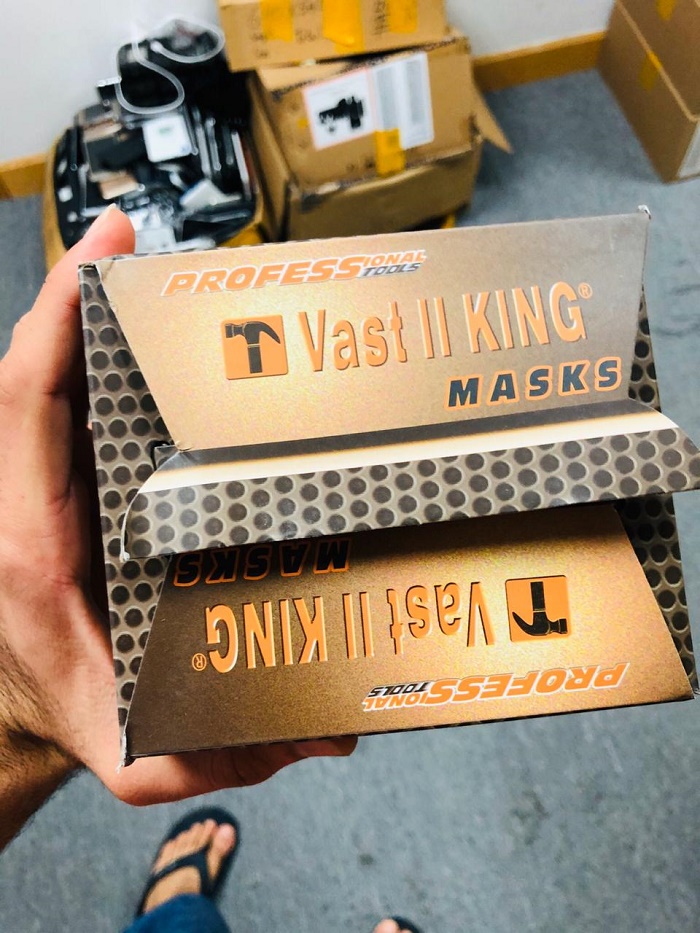 PROFESSIONAL
TOOLS
Vast II KING®
MASKS
MASKS
Vast II KING®
PROFESSIONAL
TOOLS